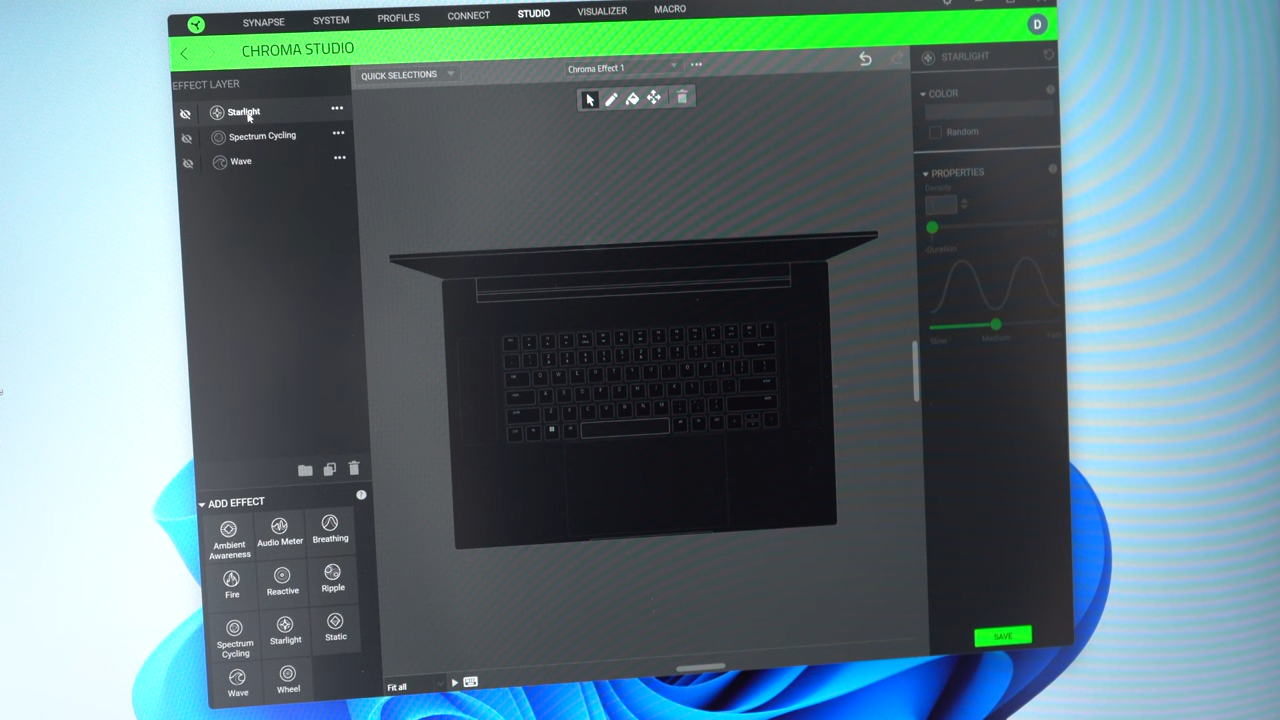 SYNAPSE SYSTEM PROFILES CONNECT STUDIO VISUALIZER MACRO
CHROMA STUDIO
D
EFFECT LAYER
Starlight
Spectrum Cycling
Wave
QUICK SELECTIONS
Chroma Effect 1
STARLIGHT
COLOR
Random
PROPERTIES
Density
Duration
Slow Medium Fast
ADD EFFECT
Ambient Awareness
Audio Meter
Breathing
Fire
Reactive
Ripple
Spectrum Cycling
Starlight
Static
Wave
Wheel
Fit all
SAVE